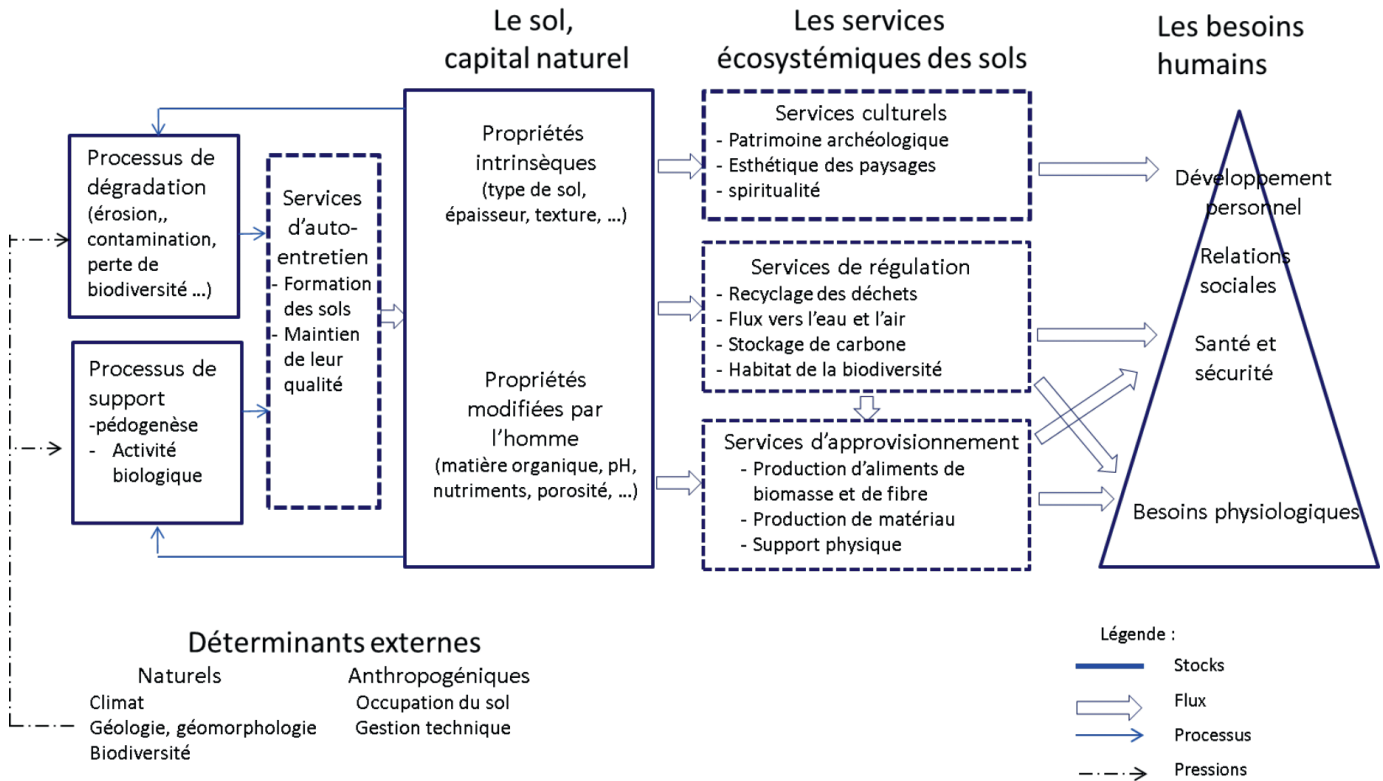 Le sol,
capital naturel
Les services
écosystémiques des sols
Les besoins
humains
Processus de
dégradation
(érosion,,
contamination,
perte de
biodiversité ...)
Processus de
support
-pédogenèse
- Activité
biologique
Services
d'auto-
entretien
- Formation
des sols
- Maintien
de leur
qualité
Propriétés
intrinsèques
(type de sol,
épaisseur, texture, ...)
Propriétés
modifiées par
l'homme
(matière organique, pH,
nutriments, porosité, ...)
Services culturels
- Patrimoine archéologique
- Esthétique des paysages
- spiritualité
Services de régulation
- Recyclage des déchets
- Flux vers l'eau et l'air
- Stockage de carbone
- Habitat de la biodiversité
Services d'approvisionnement
- Production d'aliments de
biomasse et de fibre
- Production de matériau
- Support physique
Développement
personnel
Relations
sociales
Santé et
sécurité
Besoins physiologiques
Déterminants externes
Naturels
Climat
Géologie, géomorphologie
Biodiversité
Anthropogéniques
Occupation du sol
Gestion technique
Légende :
Stocks
Flux
Processus
Pressions